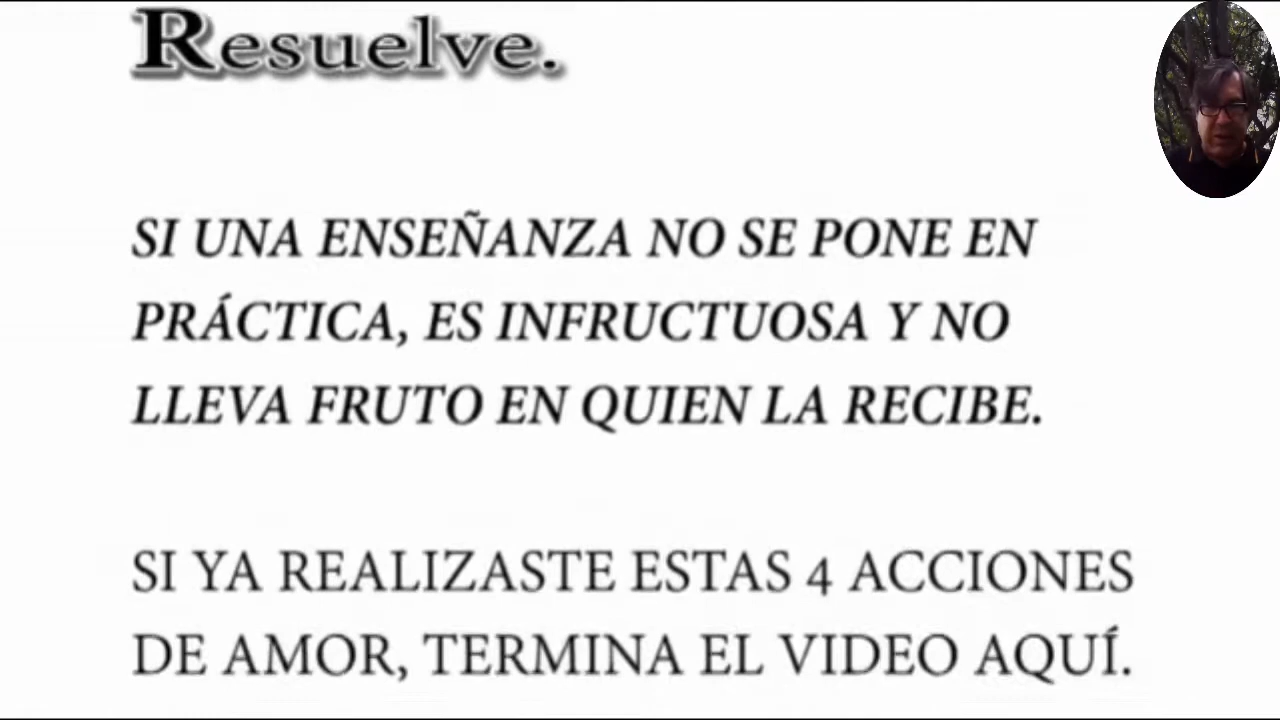 Resuelve.
SI UNA ENSEÑANZA NO SE PONE EN
PRÁCTICA, ES INFRUCTUOSA Y NO
LLEVA FRUTO EN QUIEN LA RECIBE.
SI YA REALIZASTE ESTAS 4 ACCIONES
DE AMOR, TERMINA EL VIDEO AQUÍ.